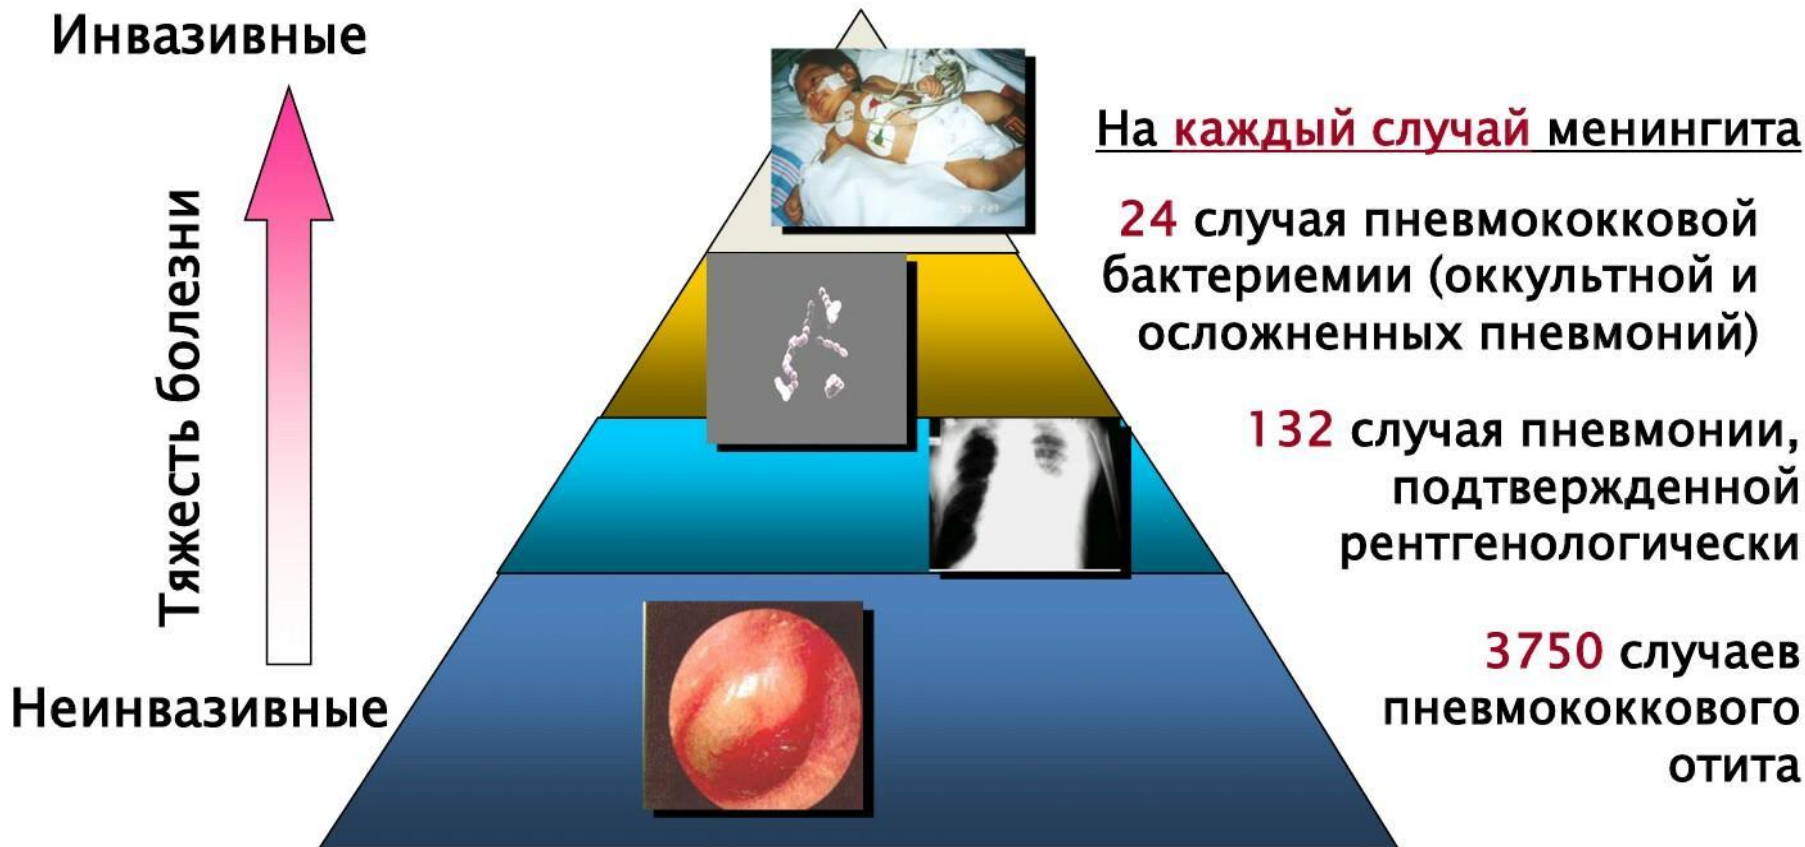 Инвазивные
Тяжесть болезни
Неинвазивные
На каждый случай менингита
24 случая пневмококковой
бактериемии (оккультной и
осложненных пневмоний)
132 случая пневмонии,
подтвержденной
рентгенологически
3750 случаев
пневмококкового
отита